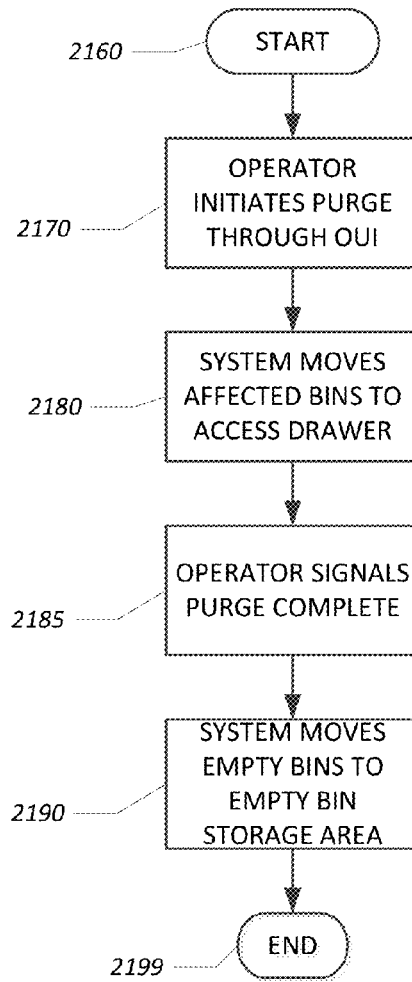 2160
START
2170
OPERATOR
INITIATES PURGE
THROUGH OUI
2180
SYSTEM MOVES
AFFECTED BINS TO
ACCESS DRAWER
2185
OPERATOR SIGNALS
PURGE COMPLETE
2190
SYSTEM MOVES
EMPTY BINS TO
EMPTY BIN
STORAGE AREA
2199
END